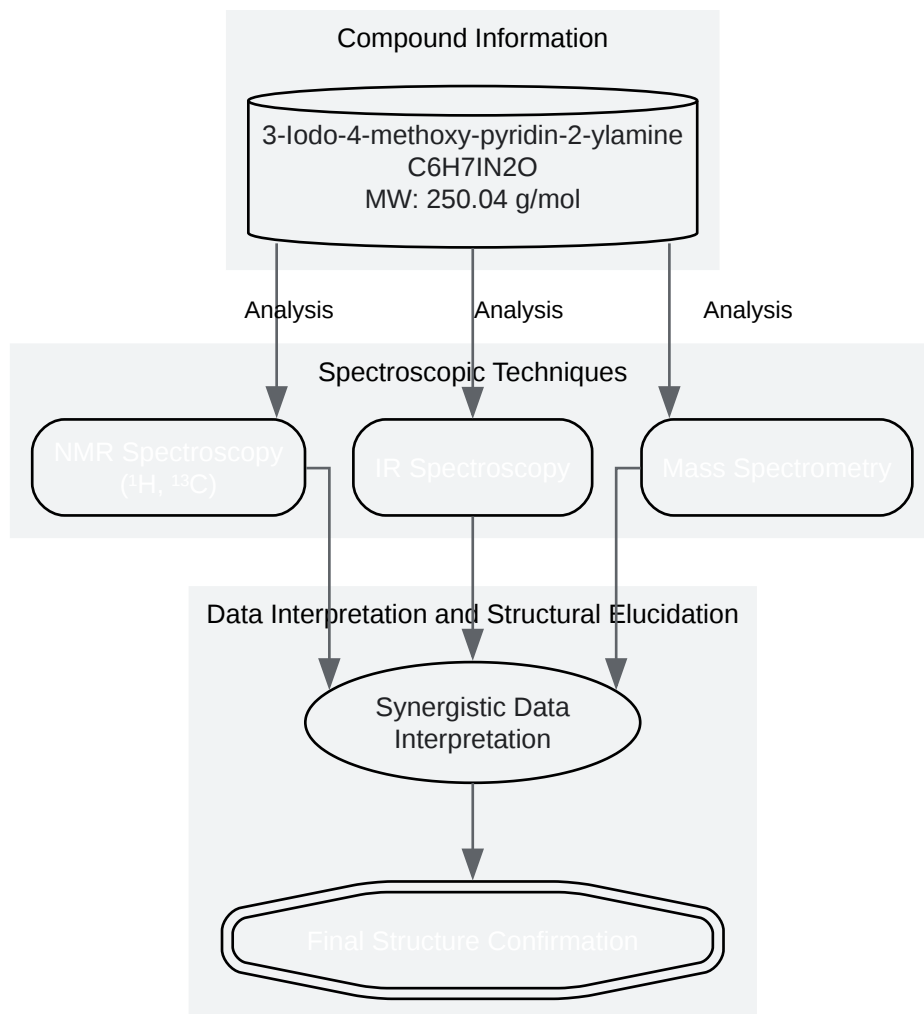 Compound Information
3-Iodo-4-methoxy-pyridin-2-ylamine
C6H7IN2O
MW: 250.04 g/mol
Analysis
Analysis
Analysis
Spectroscopic Techniques
NMR Spectroscopy
(¹H, ¹³C)
IR Spectroscopy
Mass Spectrometry
Data Interpretation and Structural Elucidation
Synergistic Data
Interpretation
Final Structure Confirmation